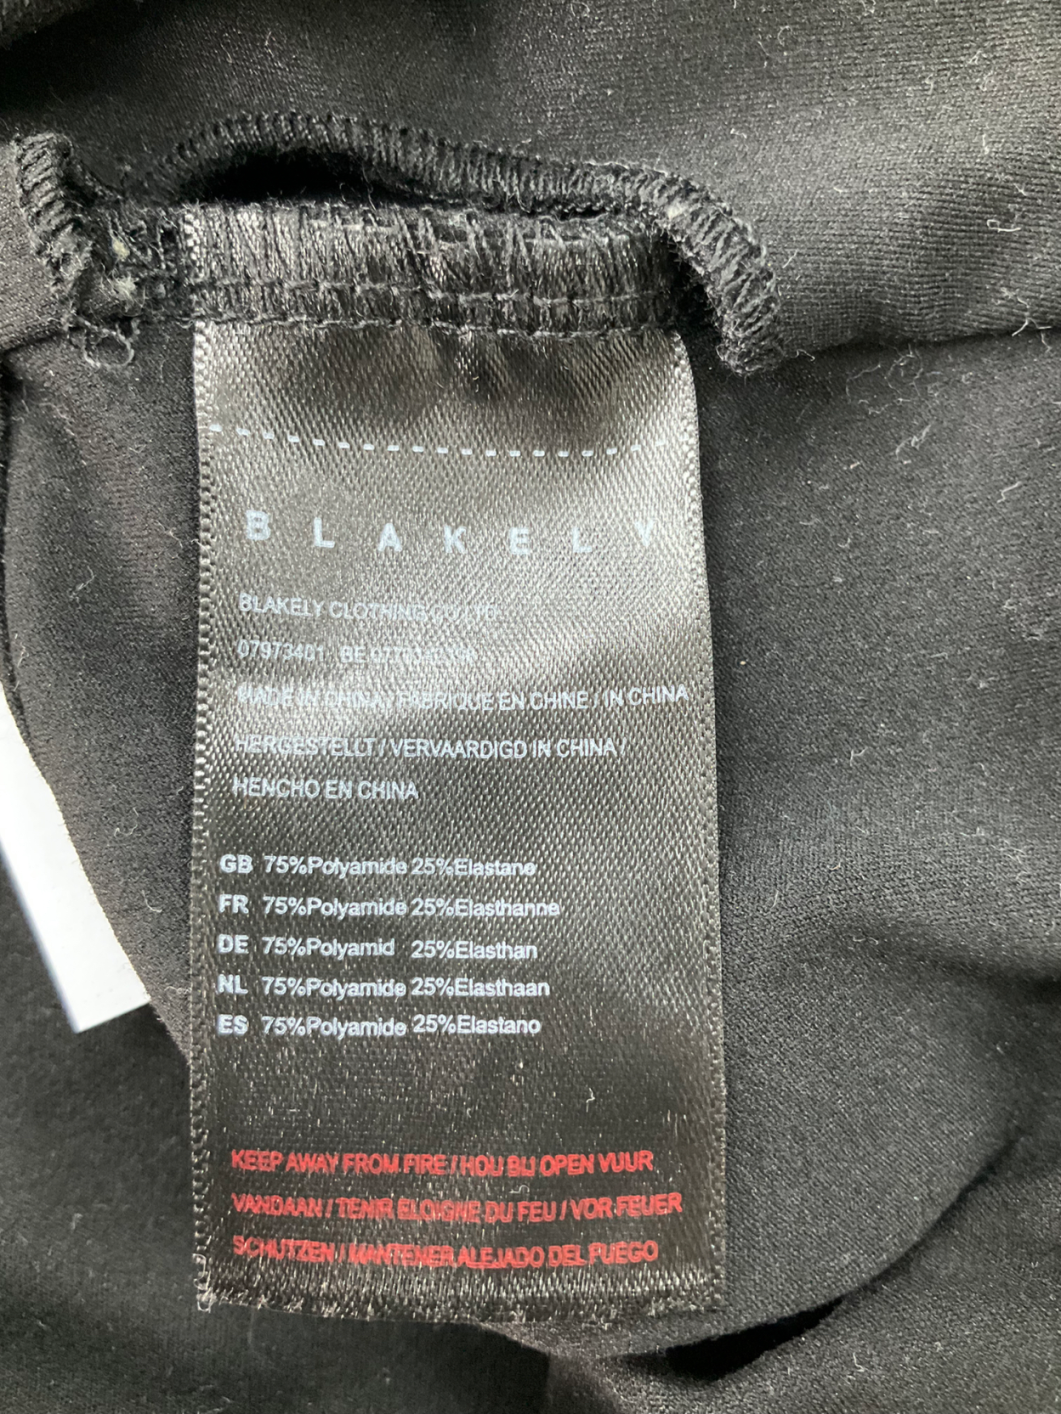 B L A K E L Y
BLAKELY CLOTHING CO LTD
07973401 BE
MADE IN CHINA / FABRIQUE EN CHINE / IN CHINA
HERGESTELLT / VERVAARDIGD IN CHINA /
HENCHO EN CHINA
GB 75%Polyamide 25%Elastane
FR 75%Polyamide 25%Elasthanne
DE 75%Polyamid 25%Elasthan
NL 75%Polyamide 25%Elasthaan
ES 75%Polyamide 25%Elastano
KEEP AWAY FROM FIRE / HOU BIJ OPEN VUUR
VANDAAN / TENIR ELOIGNE DU FEU / VOR FEUER
SCHUTZEN / MANTENER ALEJADO DEL FUEGO